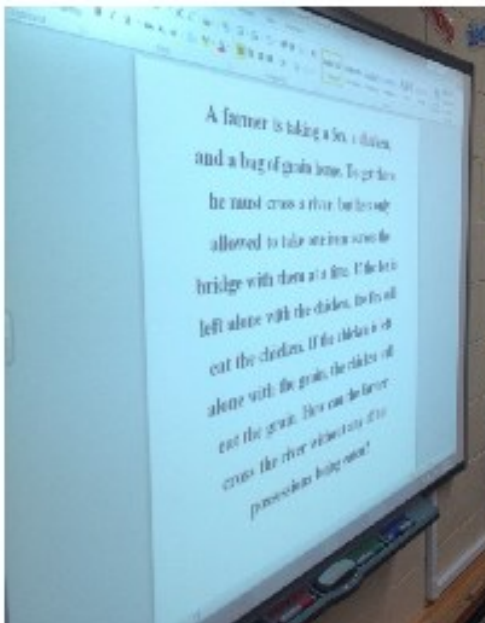 A farmer is taking a fox, a chicken,
and a bag of grain home. To get there
he must cross a river, but he is only
allowed to take one item across the
bridge with them at a time. If the fox is
left alone with the chicken, the fox will
eat the chicken. If the chicken is left
alone with the grain, the chicken will
eat the grain. How can the farmer
cross the river without any of his
possessions being eaten?